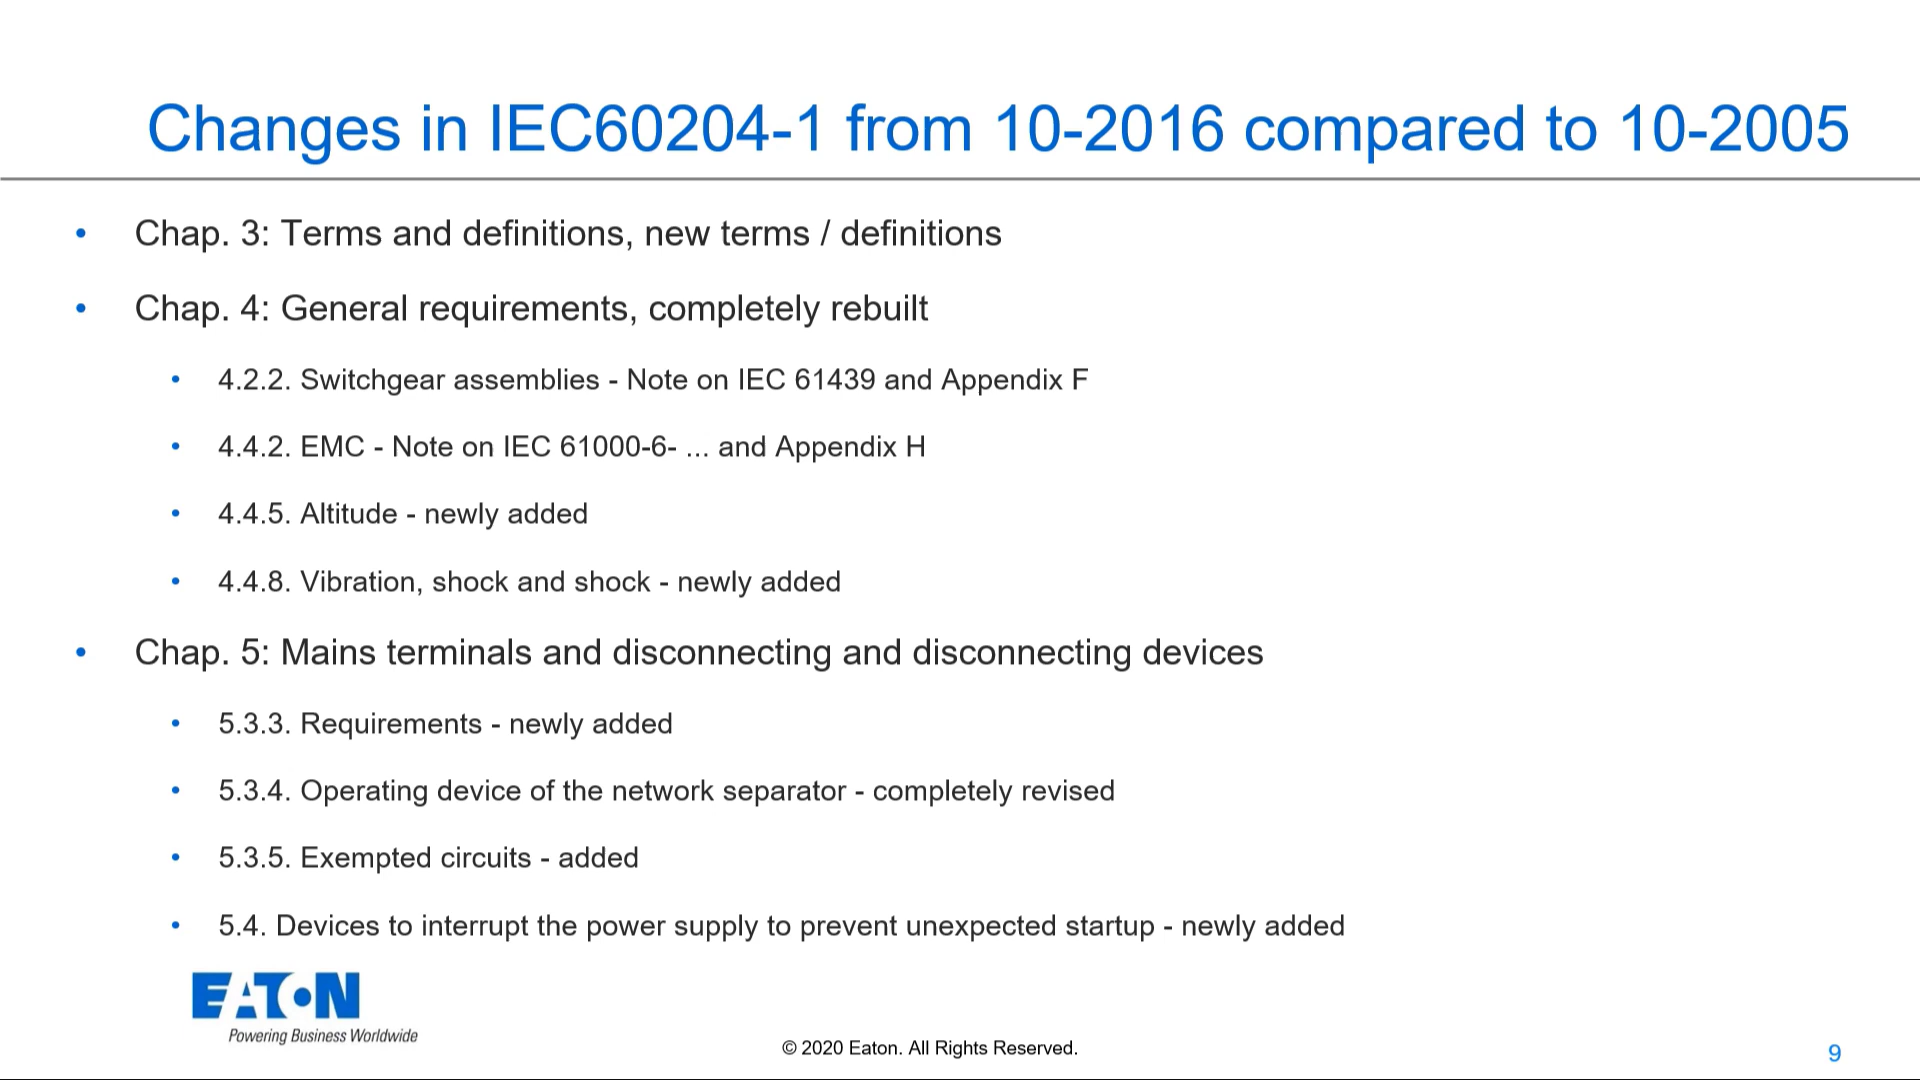 Changes in IEC60204-1 from 10-2016 compared to 10-2005
• Chap. 3: Terms and definitions, new terms / definitions
• Chap. 4: General requirements, completely rebuilt
• 4.2.2. Switchgear assemblies - Note on IEC 61439 and Appendix F
• 4.4.2. EMC - Note on IEC 61000-6- ... and Appendix H
• 4.4.5. Altitude - newly added
• 4.4.8. Vibration, shock and shock - newly added
• Chap. 5: Mains terminals and disconnecting and disconnecting devices
• 5.3.3. Requirements - newly added
• 5.3.4. Operating device of the network separator - completely revised
• 5.3.5. Exempted circuits - added
• 5.4. Devices to interrupt the power supply to prevent unexpected startup - newly added
EATON
Powering Business Worldwide
© 2020 Eaton. All Rights Reserved.
9